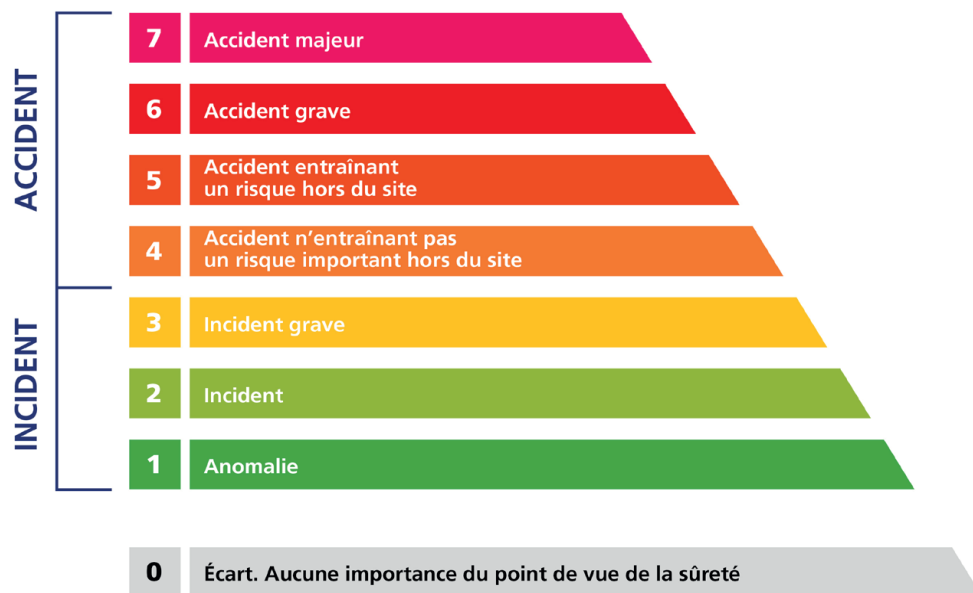 ACCIDENT
7 Accident majeur
6 Accident grave
5 Accident entraînant
un risque hors du site
4 Accident n’entraînant pas
un risque important hors du site
INCIDENT
3 Incident grave
2 Incident
1 Anomalie
0 Écart. Aucune importance du point de vue de la sûreté